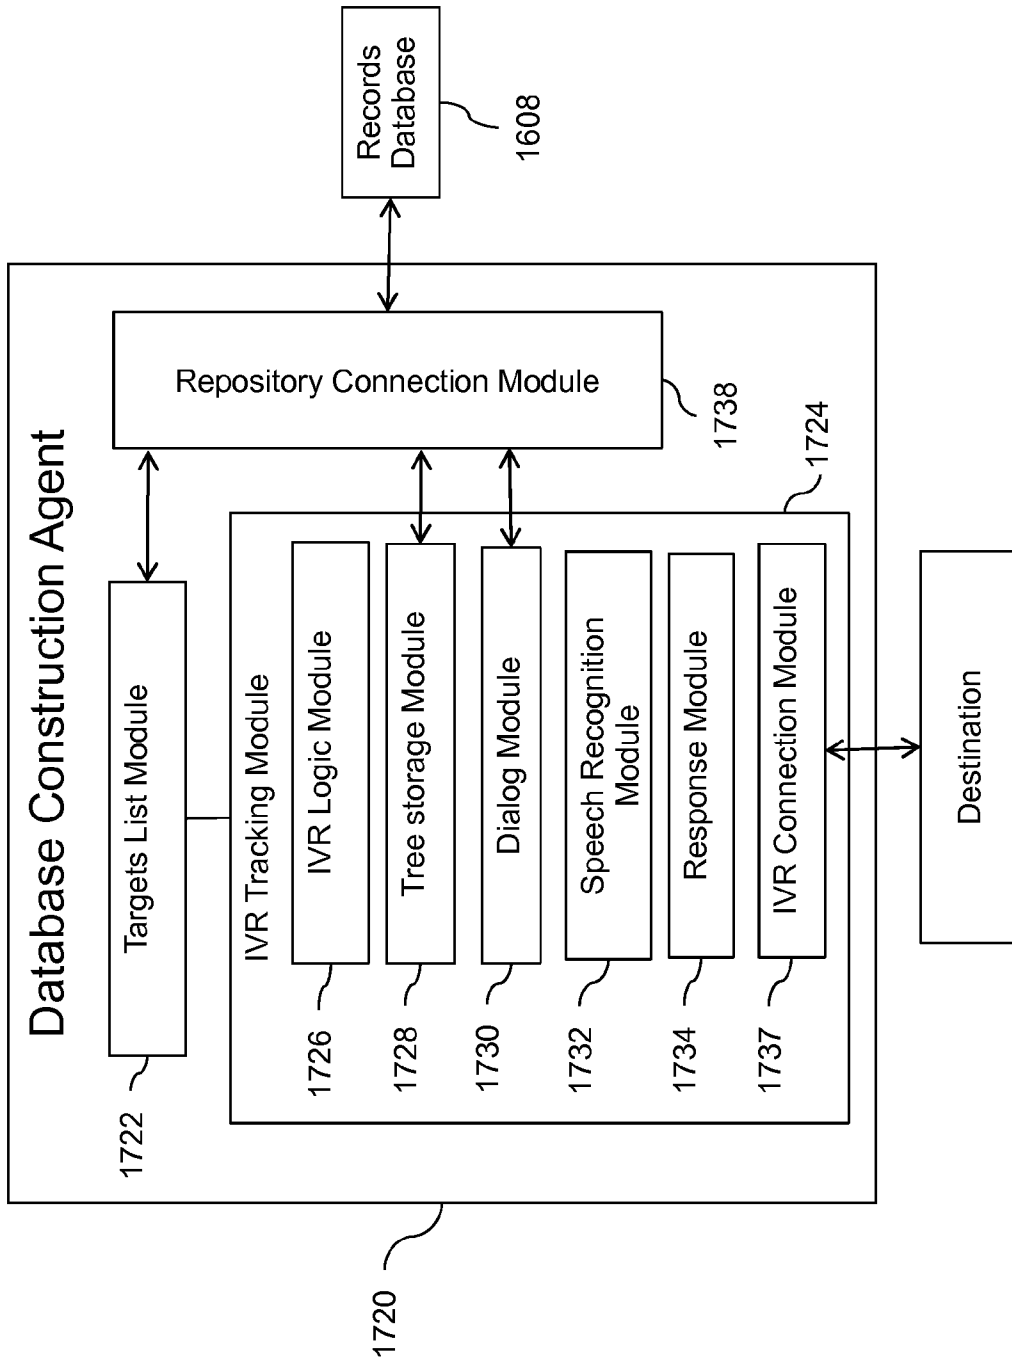 Database Construction Agent
1720
Targets List Module
1722
IVR Tracking Module
1724
IVR Logic Module
1726
Tree storage Module
1728
Dialog Module
1730
Speech Recognition
Module
1732
Response Module
1734
IVR Connection Module
1737
Repository Connection Module
1738
Records
Database
1608
Destination